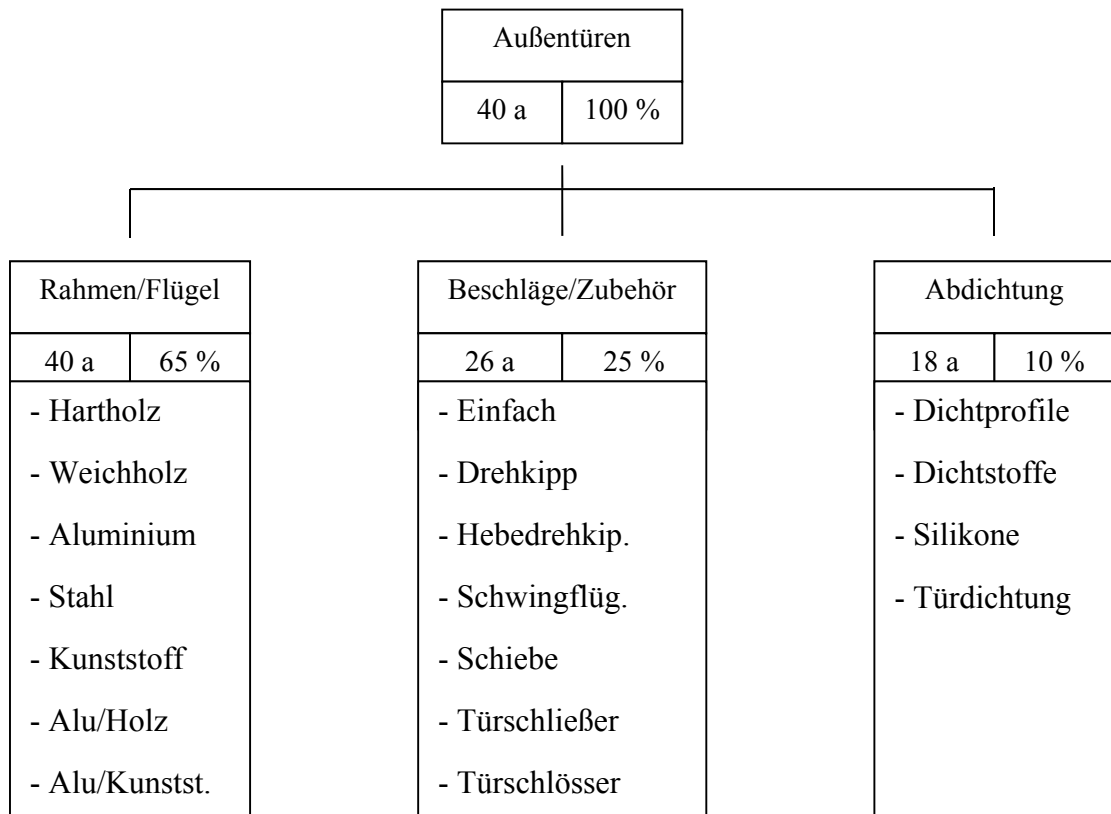 Außentüren
40 a 100 %
Rahmen/Flügel
40 a 65 %
- Hartholz
- Weichholz
- Aluminium
- Stahl
- Kunststoff
- Alu/Holz
- Alu/Kunstst.
Beschläge/Zubehör
26 a 25 %
- Einfach
- Drehkipp
- Hebedrehkip.
- Schwingflüg.
- Schiebe
- Türschließer
- Türschlösser
Abdichtung
18 a 10 %
- Dichtprofile
- Dichtstoffe
- Silikone
- Türdichtung